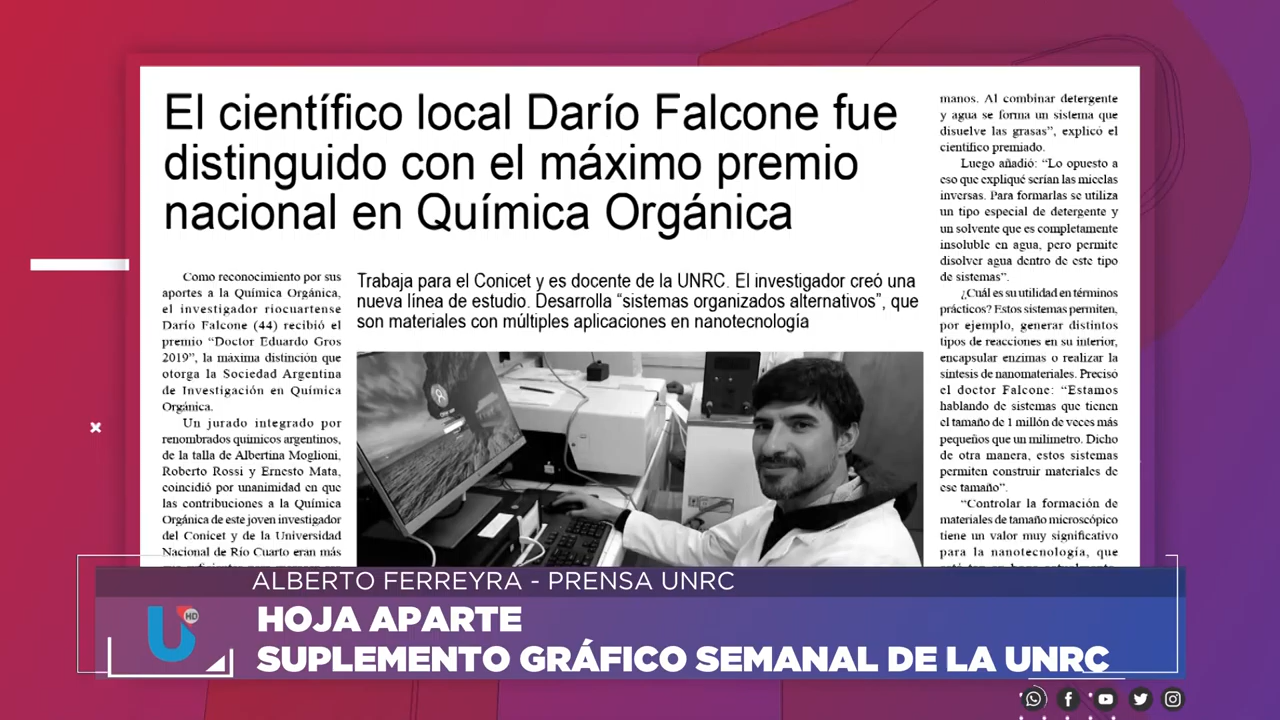 El científico local Darío Falcone fue
distinguido con el máximo premio
nacional en Química Orgánica
Trabaja para el Conicet y es docente de la UNRC. El investigador creó una
nueva línea de estudio. Desarrolla “sistemas organizados alternativos”, que
son materiales con múltiples aplicaciones en nanotecnología
Como reconocimiento por sus
aportes a la Química Orgánica,
el investigador riocuartense
Darío Falcone (44) recibió el
premio “Doctor Eduardo Gros
2019”, la máxima distinción que
otorga la Sociedad Argentina
de Investigación en Química
Orgánica.
Un jurado integrado por
renombrados químicos argentinos,
de la talla de Albertina Moglioni,
Roberto Rossi y Ernesto Mata,
coincidió por unanimidad en que
las contribuciones a la Química
Orgánica de este joven investigador
del Conicet y de la Universidad
Nacional de Río Cuarto eran más
manos. Al combinar detergente
y agua se forma un sistema que
disuelve las grasas”, explicó el
científico premiado.
Luego añadió: “Lo opuesto a
eso que expliqué serían las micelas
inversas. Para formarlas se utiliza
un tipo especial de detergente y
un solvente que es completamente
insoluble en agua, pero permite
disolver agua dentro de este tipo
de sistemas”.
¿Cuál es su utilidad en términos
prácticos? Estos sistemas permiten,
por ejemplo, generar distintos
tipos de reacciones en su interior,
encapsular enzimas o realizar la
síntesis de nanomateriales. Precisó
el doctor Falcone: “Estamos
hablando de sistemas que tienen
el tamaño de 1 millón de veces más
pequeños que un milímetro. Dicho
de otra manera, estos sistemas
permiten construir materiales de
ese tamaño”.
“Controlar la formación de
materiales de tamaño microscópico
tiene un valor muy significativo
para la nanotecnología, que
ALBERTO FERREYRA - PRENSA UNRC
HOJA APARTE
SUPLEMENTO GRÁFICO SEMANAL DE LA UNRC
U HD